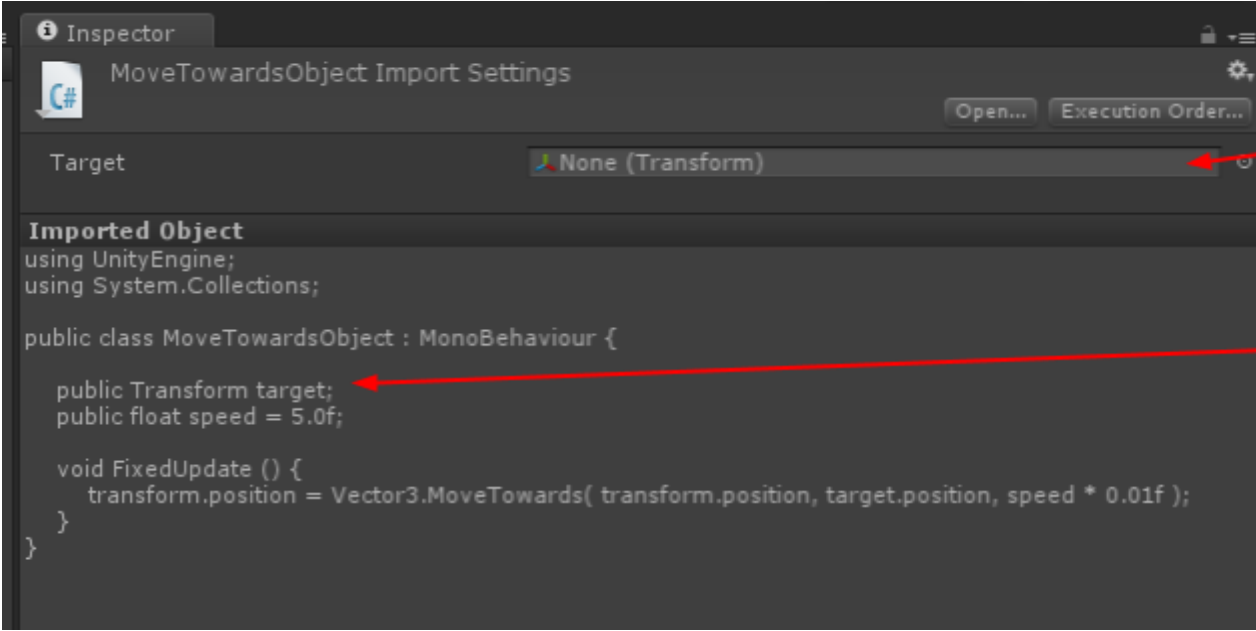 Inspector
MoveTowardsObject Import Settings
C#
Open... Execution Order...
Target None (Transform)
Imported Object
using UnityEngine;
using System.Collections;
public class MoveTowardsObject : MonoBehaviour {
public Transform target;
public float speed = 5.0f;
void FixedUpdate () {
transform.position = Vector3.MoveTowards( transform.position, target.position, speed * 0.01f );
}
}